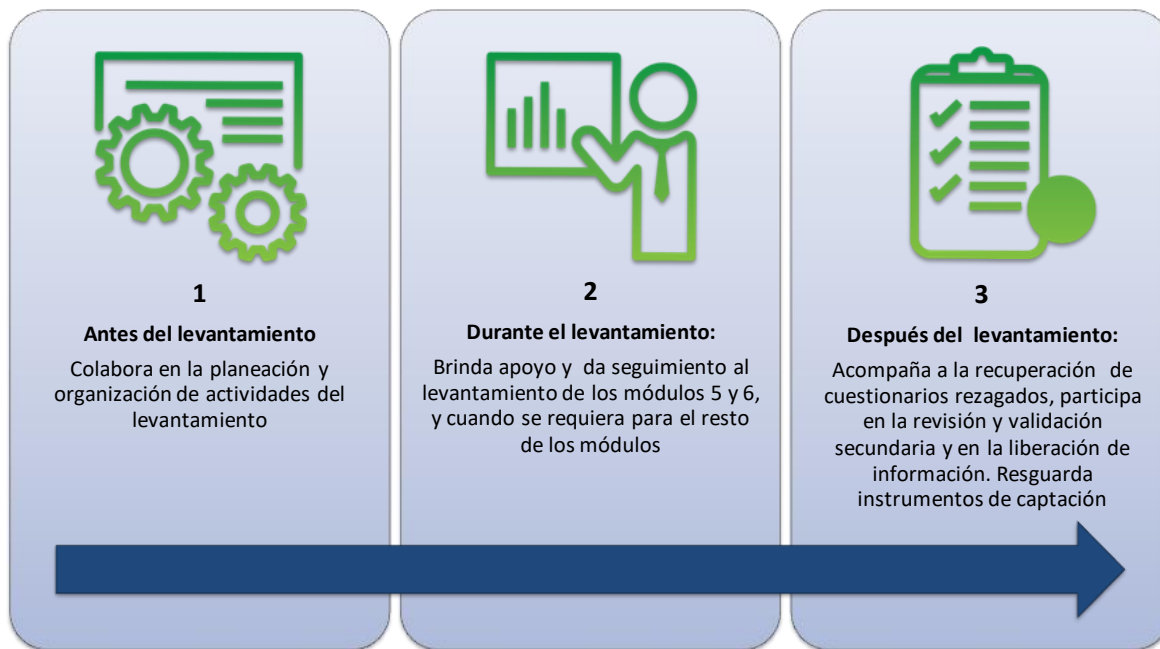 1
Antes del levantamiento
Colabora en la planeación y
organización de actividades del
levantamiento
2
Durante el levantamiento:
Brinda apoyo y da seguimiento al
levantamiento de los módulos 5 y 6,
y cuando se requiera para el resto
de los módulos
3
Después del levantamiento:
Acompaña a la recuperación de
cuestionarios rezagados, participa
en la revisión y validación
secundaria y en la liberación de
información. Resguarda
instrumentos de captación